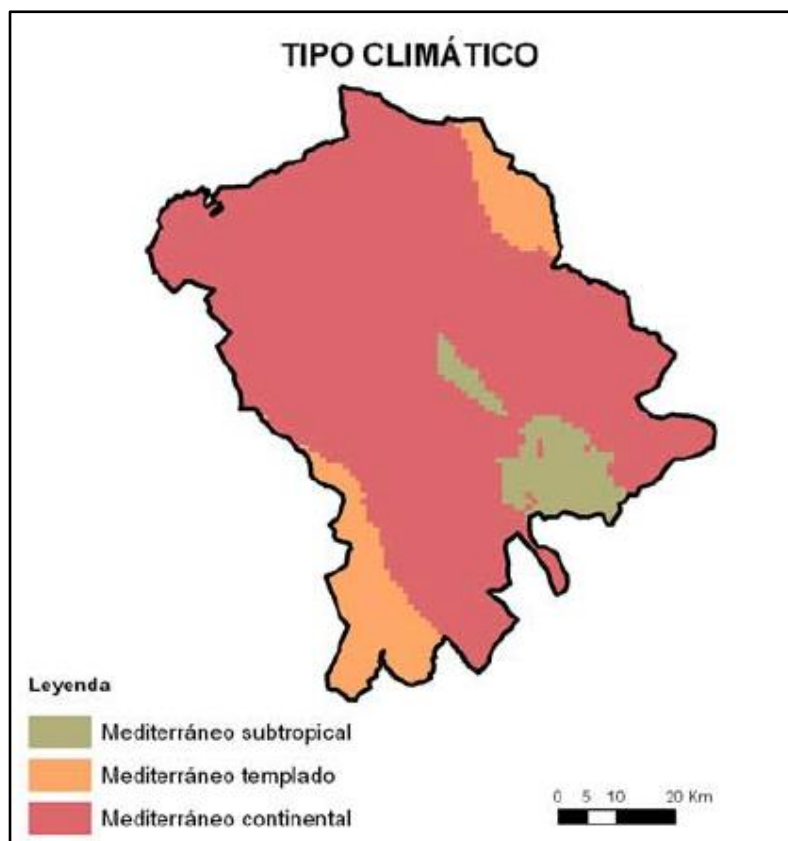 TIPO CLIMÁTICO
Leyenda
Mediterráneo subtropical
Mediterráneo templado
Mediterráneo continental
0 5 10 20 Km